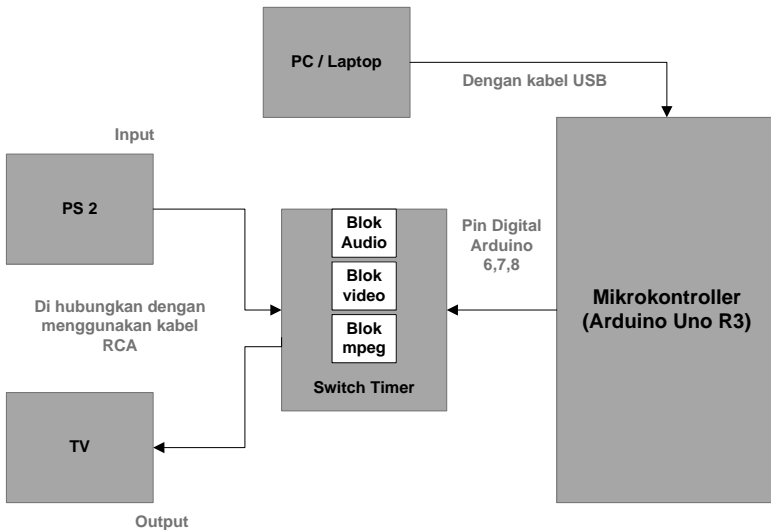 PC / Laptop
Dengan kabel USB
Input
PS 2
Blok
Audio
Blok
video
Blok
mpeg
Switch Timer
Pin Digital
Arduino
6,7,8
Mikrokontroller
(Arduino Uno R3)
Di hubungkan dengan
menggunakan kabel
RCA
TV
Output